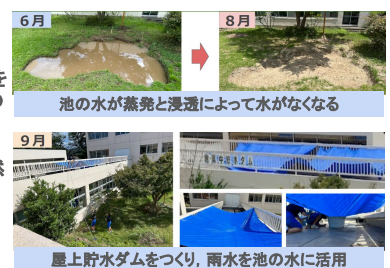 6月
8月
を
池の水が蒸発と浸透によって水がなくなる
9月
然
屋上貯水ダムをつくり，雨水を池の水に活用